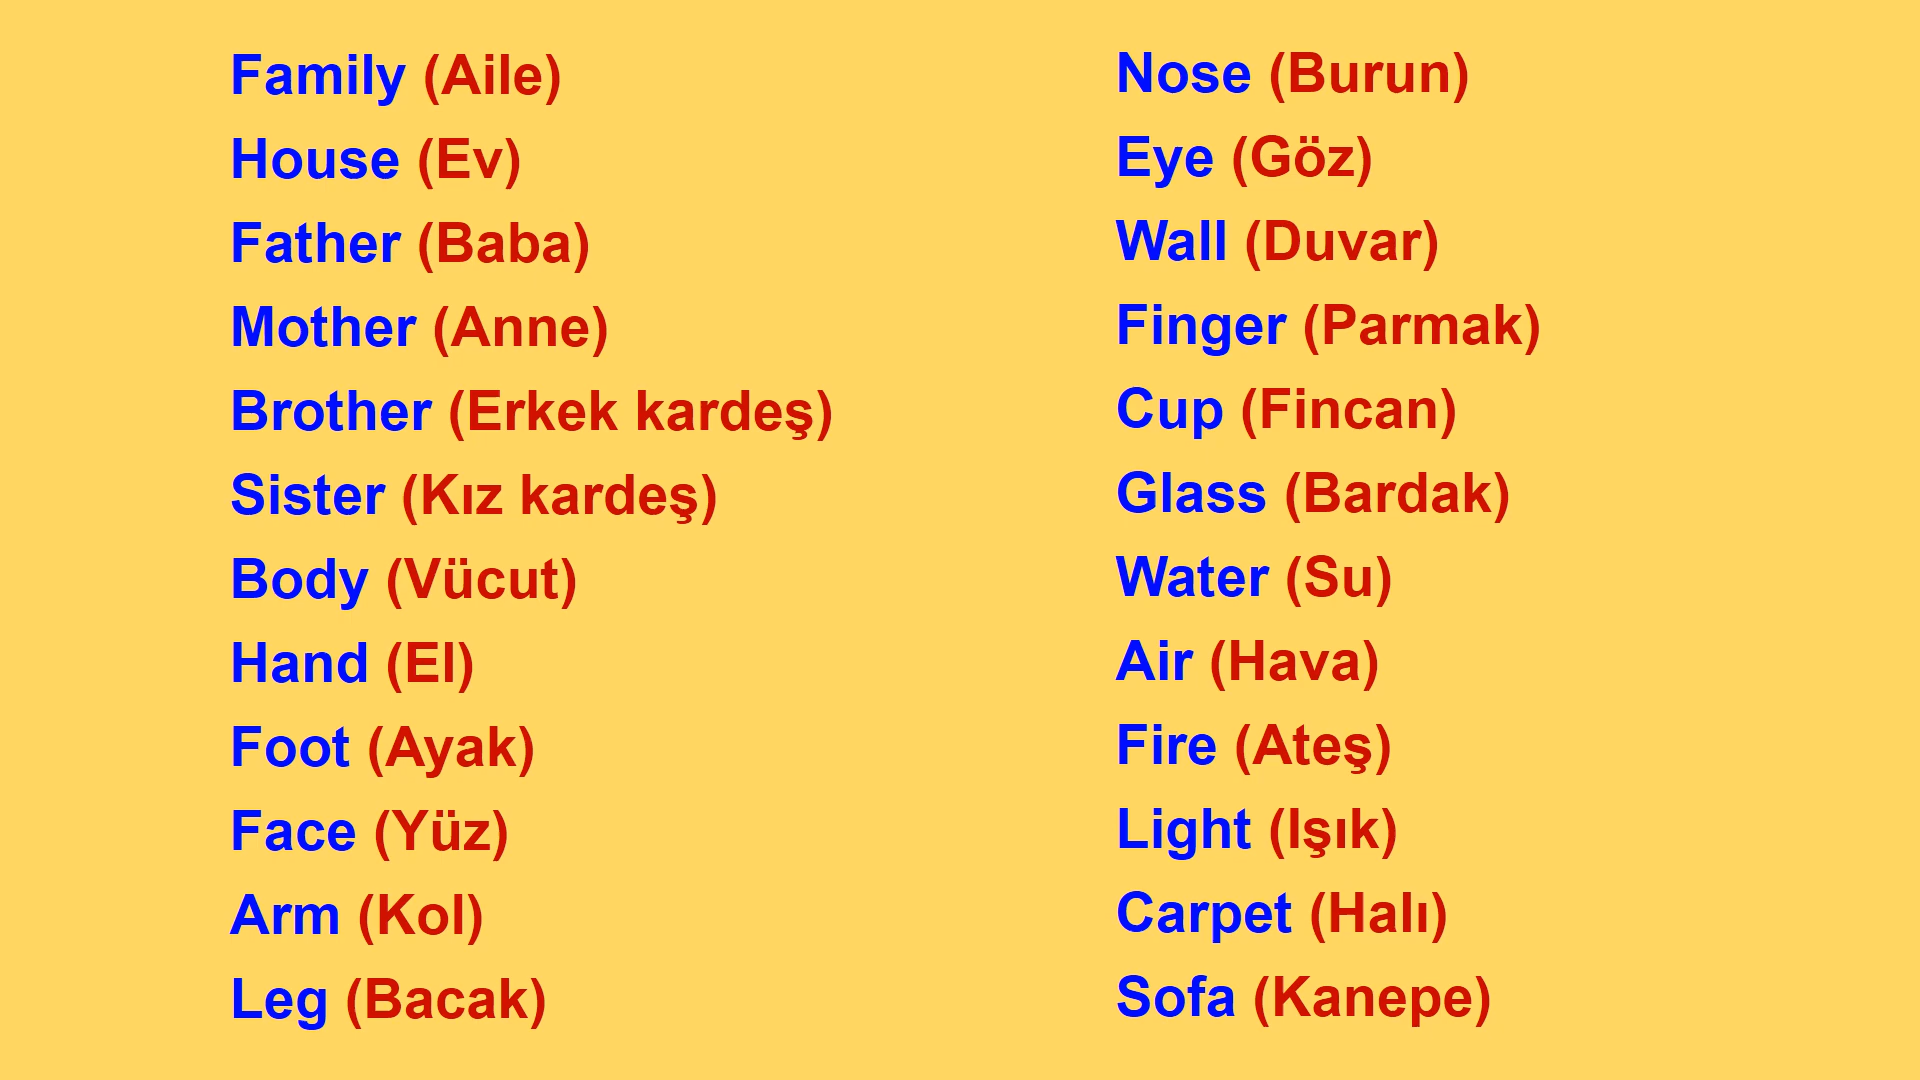 Family (Aile)
House (Ev)
Father (Baba)
Mother (Anne)
Brother (Erkek kardeş)
Sister (Kız kardeş)
Body (Vücut)
Hand (El)
Foot (Ayak)
Face (Yüz)
Arm (Kol)
Leg (Bacak)
Nose (Burun)
Eye (Göz)
Wall (Duvar)
Finger (Parmak)
Cup (Fincan)
Glass (Bardak)
Water (Su)
Air (Hava)
Fire (Ateş)
Light (Işık)
Carpet (Halı)
Sofa (Kanepe)